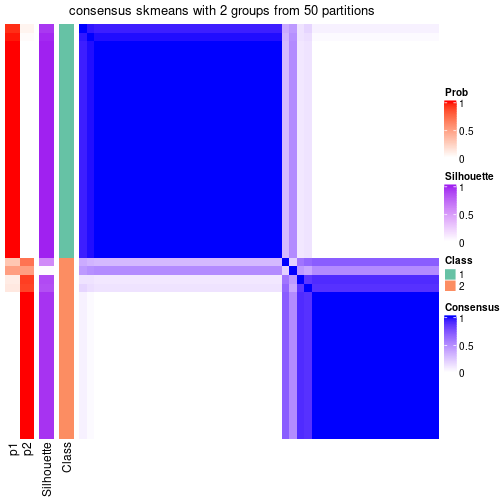 consensus skmeans with 2 groups from 50 partitions
Prob
1
0.5
0
Silhouette
1
0.5
0
Class
1
2
Consensus
1
0.5
0
p1
p2
Silhouette
Class